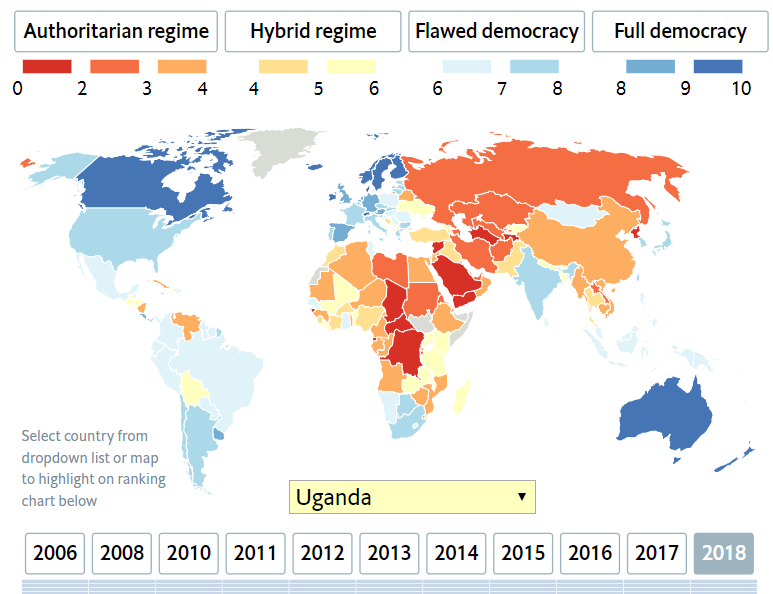 Authoritarian regime Hybrid regime Flawed democracy Full democracy
0 2 3 4 4 5 6 6 7 8 8 9 10
Select country from
dropdown list or map
to highlight on ranking
chart below
Uganda ▼
2006 2008 2010 2011 2012 2013 2014 2015 2016 2017 2018